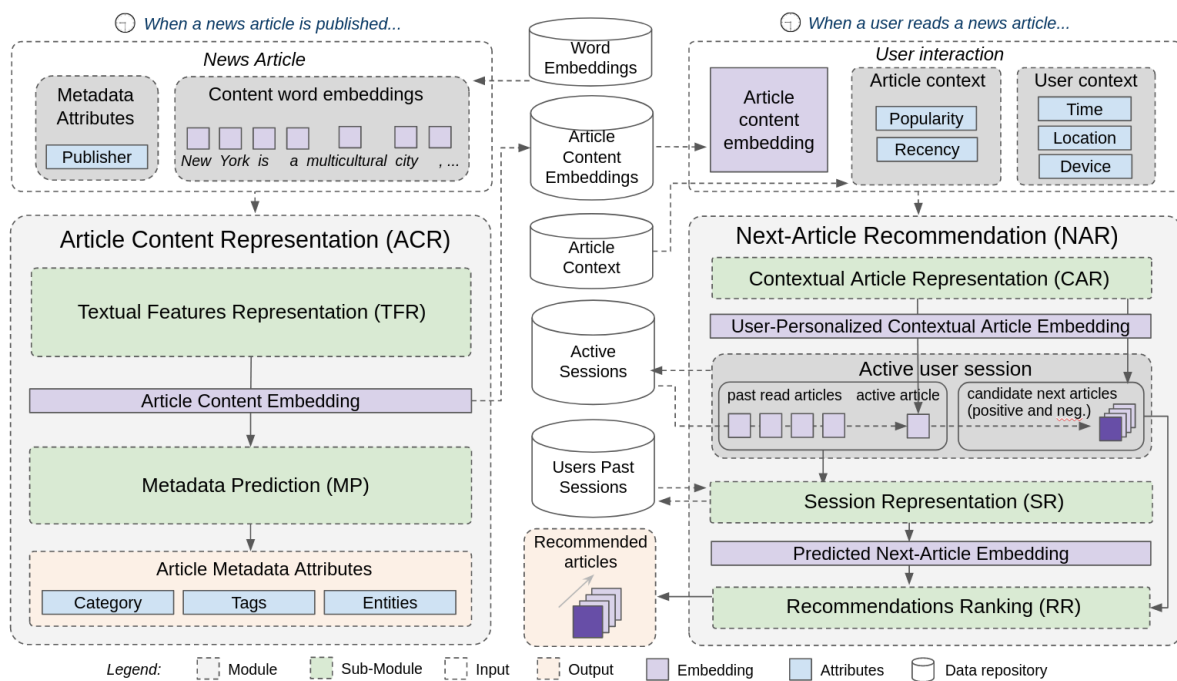 When a news article is published...
News Article
Metadata
Attributes
Publisher
Content word embeddings
New York is a multicultural city , ...
Article Content Representation (ACR)
Textual Features Representation (TFR)
Article Content Embedding
Metadata Prediction (MP)
Article Metadata Attributes
Category
Tags
Entities
Word
Embeddings
Article
Content
Embeddings
Article
Context
Active
Sessions
Users Past
Sessions
Recommended
articles
When a user reads a news article...
User interaction
Article
content
embedding
Article context
Popularity
Recency
User context
Time
Location
Device
Next-Article Recommendation (NAR)
Contextual Article Representation (CAR)
User-Personalized Contextual Article Embedding
Active user session
past read articles
active article
candidate next articles
(positive and neg.)
Session Representation (SR)
Predicted Next-Article Embedding
Recommendations Ranking (RR)
Legend: Module Sub-Module Input Output Embedding Attributes Data repository